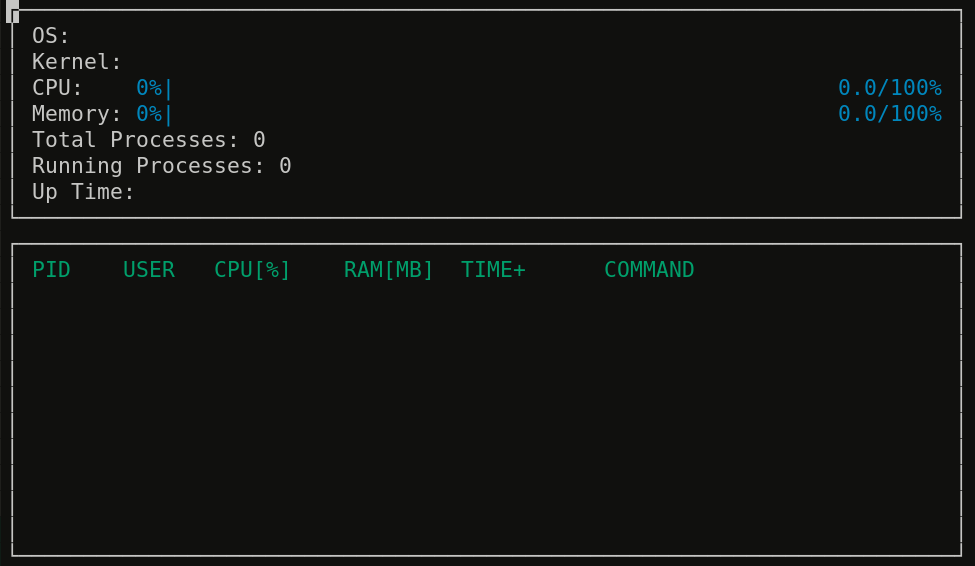 OS:
Kernel:
CPU: 0%| 0.0/100%
Memory: 0%| 0.0/100%
Total Processes: 0
Running Processes: 0
Up Time:
PID USER CPU[%] RAM[MB] TIME+ COMMAND